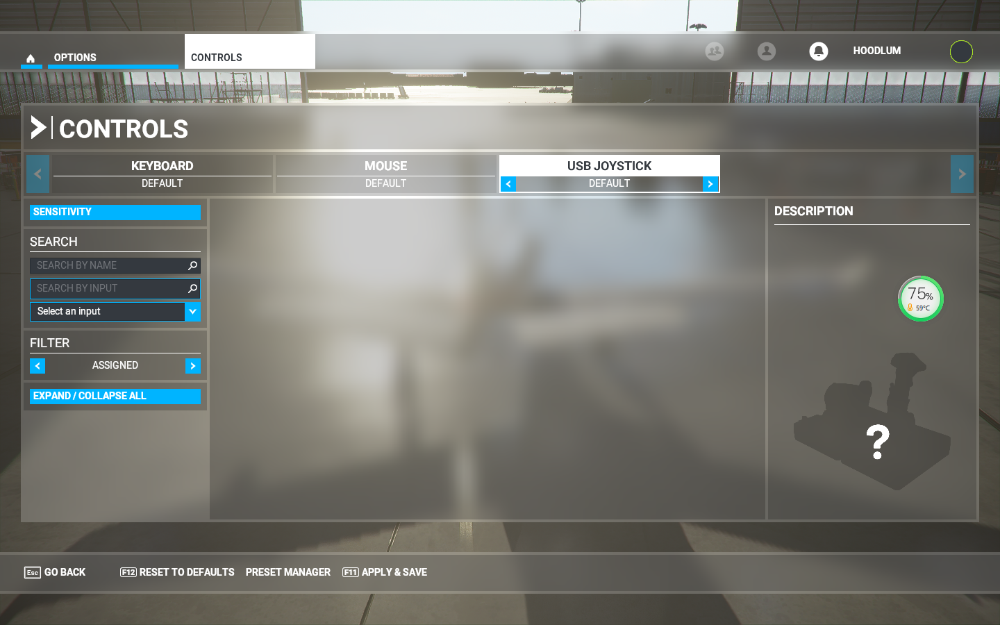 OPTIONS
CONTROLS
HOODLUM
CONTROLS
KEYBOARD
DEFAULT
MOUSE
DEFAULT
USB JOYSTICK
DEFAULT
SENSITIVITY
SEARCH
SEARCH BY NAME
SEARCH BY INPUT
Select an input
FILTER
ASSIGNED
EXPAND / COLLAPSE ALL
DESCRIPTION
75%
59°C
?
Esc GO BACK
F12 RESET TO DEFAULTS
PRESET MANAGER
F11 APPLY & SAVE